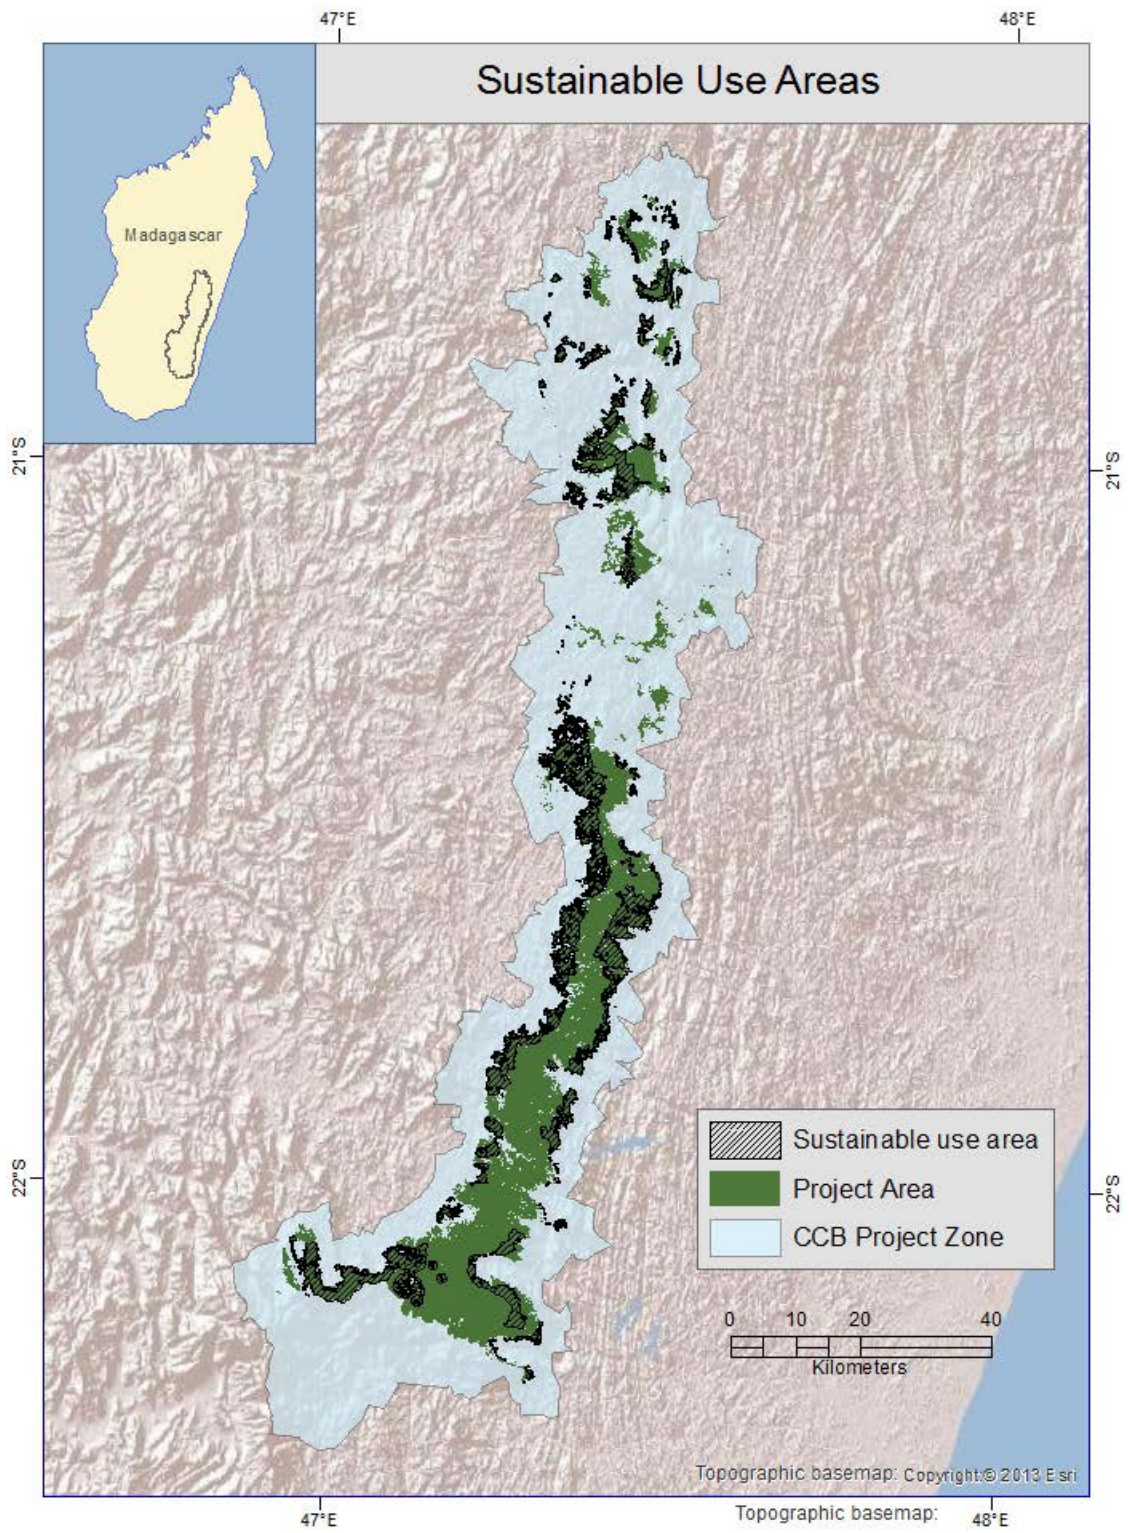 47°E
48°E
Sustainable Use Areas
Madagascar
21°S
21°S
Sustainable use area
Project Area
CCB Project Zone
22°S
22°S
0 10 20 40
Kilometers
Topographic basemap: Copyright:© 2013 Esri
Topographic basemap:
47°E
48°E